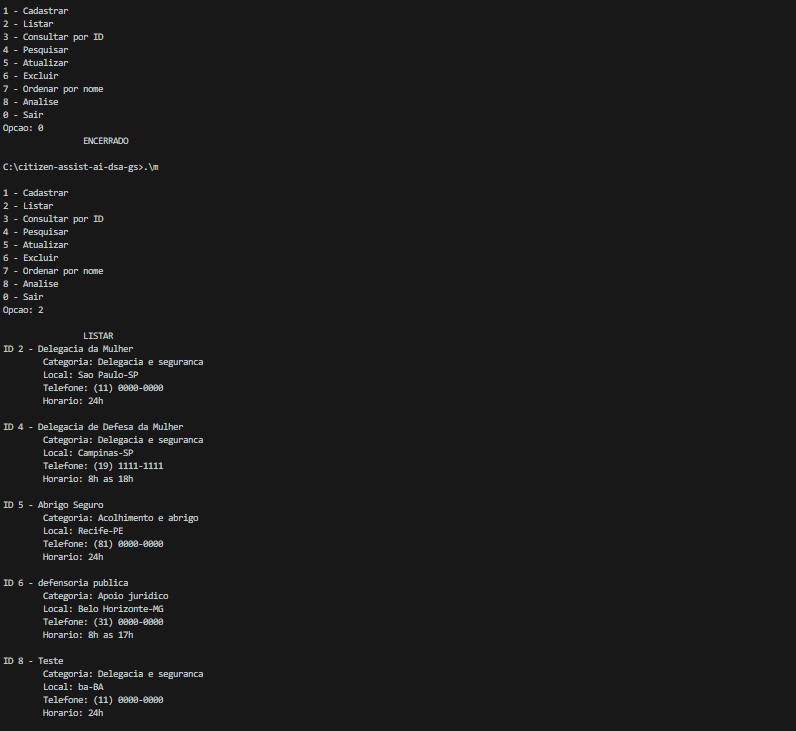 1 - Cadastrar
2 - Listar
3 - Consultar por ID
4 - Pesquisar
5 - Atualizar
6 - Excluir
7 - Ordenar por nome
8 - Analise
0 - Sair
Opcao: 0
ENCERRADO
C:\citizen-assist-ai-dsa-gs>.\m
1 - Cadastrar
2 - Listar
3 - Consultar por ID
4 - Pesquisar
5 - Atualizar
6 - Excluir
7 - Ordenar por nome
8 - Analise
0 - Sair
Opcao: 2
LISTAR
ID 2 - Delegacia da Mulher
Categoria: Delegacia e seguranca
Local: Sao Paulo-SP
Telefone: (11) 0000-0000
Horario: 24h
ID 4 - Delegacia de Defesa da Mulher
Categoria: Delegacia e seguranca
Local: Campinas-SP
Telefone: (19) 1111-1111
Horario: 8h as 18h
ID 5 - Abrigo Seguro
Categoria: Acolhimento e abrigo
Local: Recife-PE
Telefone: (81) 0000-0000
Horario: 24h
ID 6 - defensoria publica
Categoria: Apoio juridico
Local: Belo Horizonte-MG
Telefone: (31) 0000-0000
Horario: 8h as 17h
ID 8 - Teste
Categoria: Delegacia e seguranca
Local: ba-BA
Telefone: (11) 0000-0000
Horario: 24h